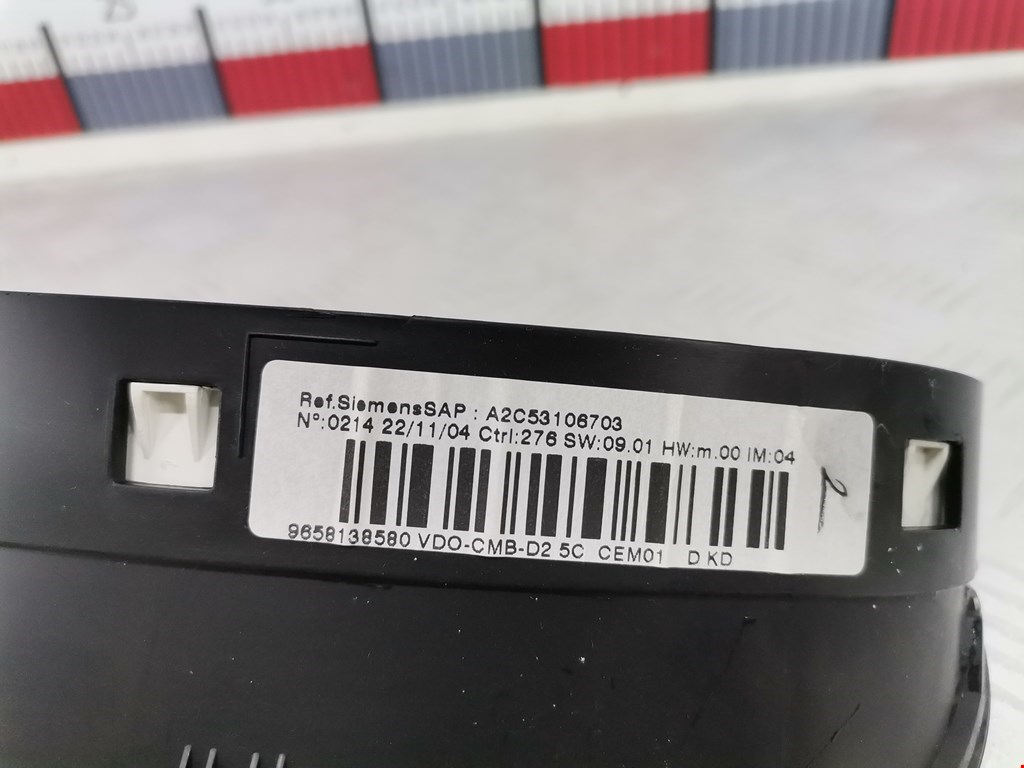 Ref.SiemensSAP : A2C53106703
N°:0214 22/11/04 Ctrl:276 SW:09.01 HW:m.00 IM:04
2
9658138580 VDO-CMB-D2 5C CEM01 D KD